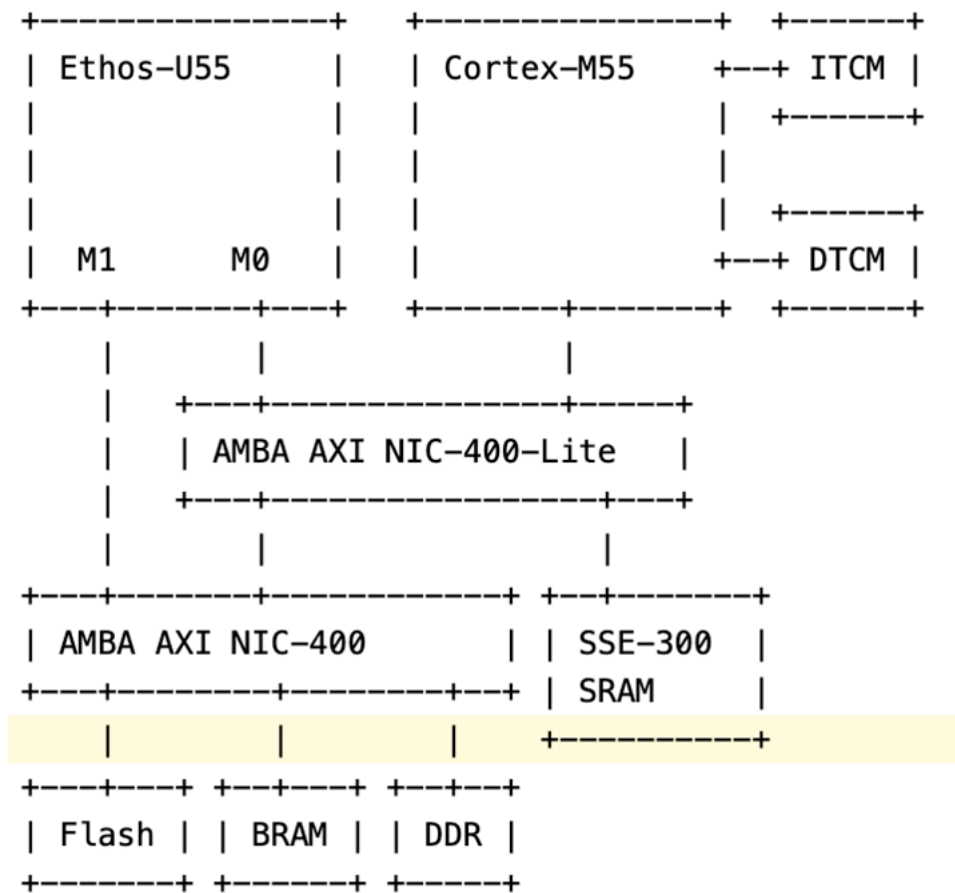 +----------------+   +----------------+  +------+
| Ethos-U55      |   | Cortex-M55    +--+ ITCM |
|                |   |                |  +------+
|                |   |                |
|                |   |                |  +------+
|  M1      M0   |   |               +--+ DTCM |
+---+-------+---+   +-------+-------+  +------+
    |       |               |
    |   +---+---------------+-----+
    |   | AMBA AXI NIC-400-Lite   |
    |   +---+-----------------+---+
    |       |                 |
+---+-------+------------+ +--+-------+
| AMBA AXI NIC-400       | | SSE-300  |
+---+--------+--------+--+ | SRAM     |
    |        |        |    +----------+
+---+---+ +--+---+ +--+--+
| Flash | | BRAM | | DDR |
+-------+ +------+ +-----+